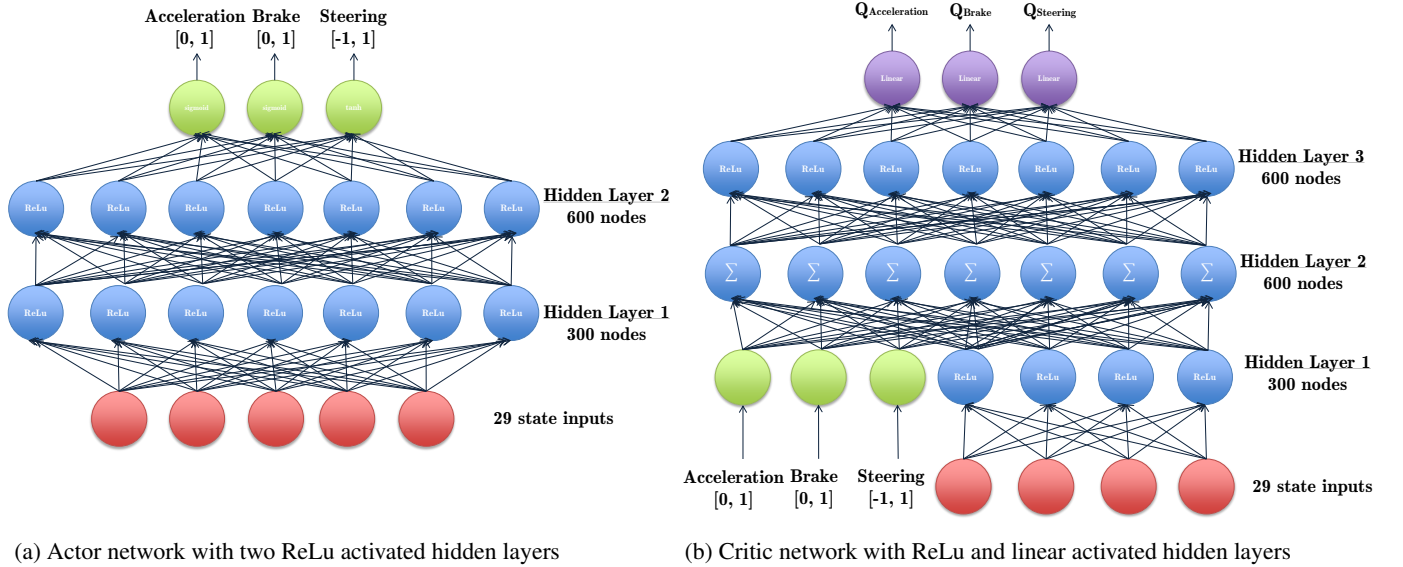 Acceleration Brake Steering
[0, 1] [0, 1] [-1, 1]
sigmoid sigmoid tanh
ReLu ReLu ReLu ReLu ReLu ReLu ReLu
Hidden Layer 2
600 nodes
ReLu ReLu ReLu ReLu ReLu ReLu ReLu
Hidden Layer 1
300 nodes
29 state inputs
(a) Actor network with two ReLu activated hidden layers
QAcceleration QBrake QSteering
Linear Linear Linear
ReLu ReLu ReLu ReLu ReLu ReLu ReLu
Hidden Layer 3
600 nodes
∑ ∑ ∑ ∑ ∑ ∑ ∑
Hidden Layer 2
600 nodes
ReLu ReLu ReLu ReLu
Hidden Layer 1
300 nodes
Acceleration Brake Steering
[0, 1] [0, 1] [-1, 1]
29 state inputs
(b) Critic network with ReLu and linear activated hidden layers